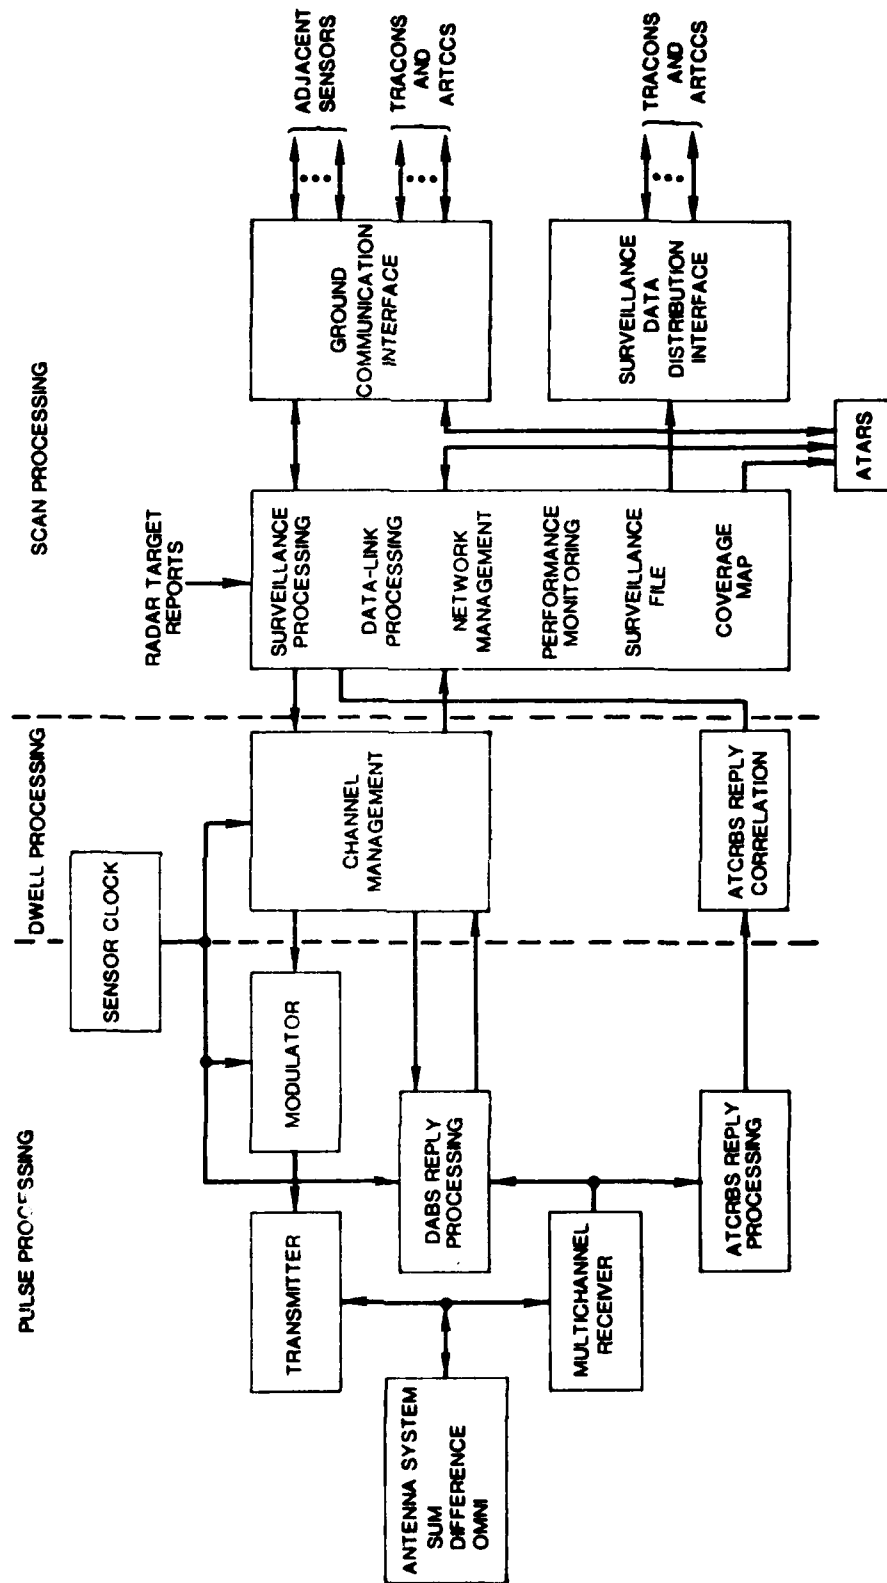 PULSE PROCESSING
DWELL PROCESSING
SCAN PROCESSING
SENSOR CLOCK
RADAR TARGET
REPORTS
TRANSMITTER
MODULATOR
CHANNEL
MANAGEMENT
SURVEILLANCE
PROCESSING
DATA-LINK
PROCESSING
NETWORK
MANAGEMENT
PERFORMANCE
MONITORING
SURVEILLANCE
FILE
COVERAGE
MAP
GROUND
COMMUNICATION
INTERFACE
ADJACENT
SENSORS
TRACONS
AND
ARTCCS
ANTENNA SYSTEM
SUM
DIFFERENCE
OMNI
DABS REPLY
PROCESSING
MULTICHANNEL
RECEIVER
SURVEILLANCE
DATA
DISTRIBUTION
INTERFACE
TRACONS
AND
ARTCCS
ATCRBS REPLY
PROCESSING
ATCRBS REPLY
CORRELATION
ATARS